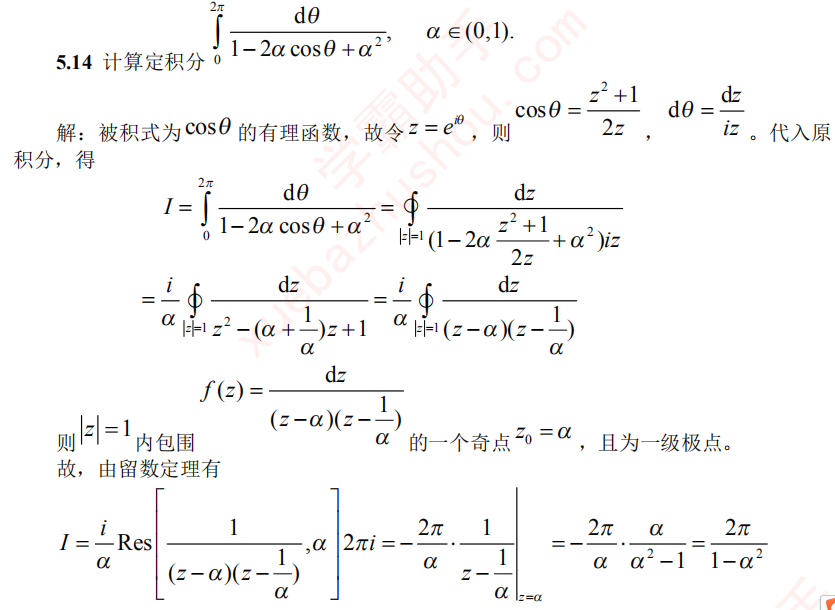 5.14 计算定积分 $\int_0^{2\pi} \frac{\mathrm{d}\theta}{1-2\alpha\cos\theta+\alpha^2}, \quad \alpha\in(0,1).$
解：被积式为 $\cos\theta$ 的有理函数，故令 $z=e^{i\theta}$ ，则 $\cos\theta=\frac{z^2+1}{2z}$ ， $\mathrm{d}\theta=\frac{\mathrm{d}z}{iz}$ 。代入原
积分，得
$I=\int_0^{2\pi}\frac{\mathrm{d}\theta}{1-2\alpha\cos\theta+\alpha^2}=\oint_{|z|=1}\frac{\mathrm{d}z}{(1-2\alpha\frac{z^2+1}{2z}+\alpha^2)iz}$
$=\frac{i}{\alpha}\oint_{|z|=1}\frac{\mathrm{d}z}{z^2-(\alpha+\frac{1}{\alpha})z+1}=\frac{i}{\alpha}\oint_{|z|=1}\frac{\mathrm{d}z}{(z-\alpha)(z-\frac{1}{\alpha})}$
则 $|z|=1$ 内包围 $f(z)=\frac{\mathrm{d}z}{(z-\alpha)(z-\frac{1}{\alpha})}$ 的一个奇点 $z_0=\alpha$ ，且为一级极点。
故，由留数定理有
$I=\frac{i}{\alpha}\mathrm{Res}\left[\frac{1}{(z-\alpha)(z-\frac{1}{\alpha})},\alpha\right]2\pi i=-\frac{2\pi}{\alpha}\cdot\left.\frac{1}{z-\frac{1}{\alpha}}\right|_{z=\alpha}=-\frac{2\pi}{\alpha}\cdot\frac{\alpha}{\alpha^2-1}=\frac{2\pi}{1-\alpha^2}$
学霸助手
xuebazhushou.com